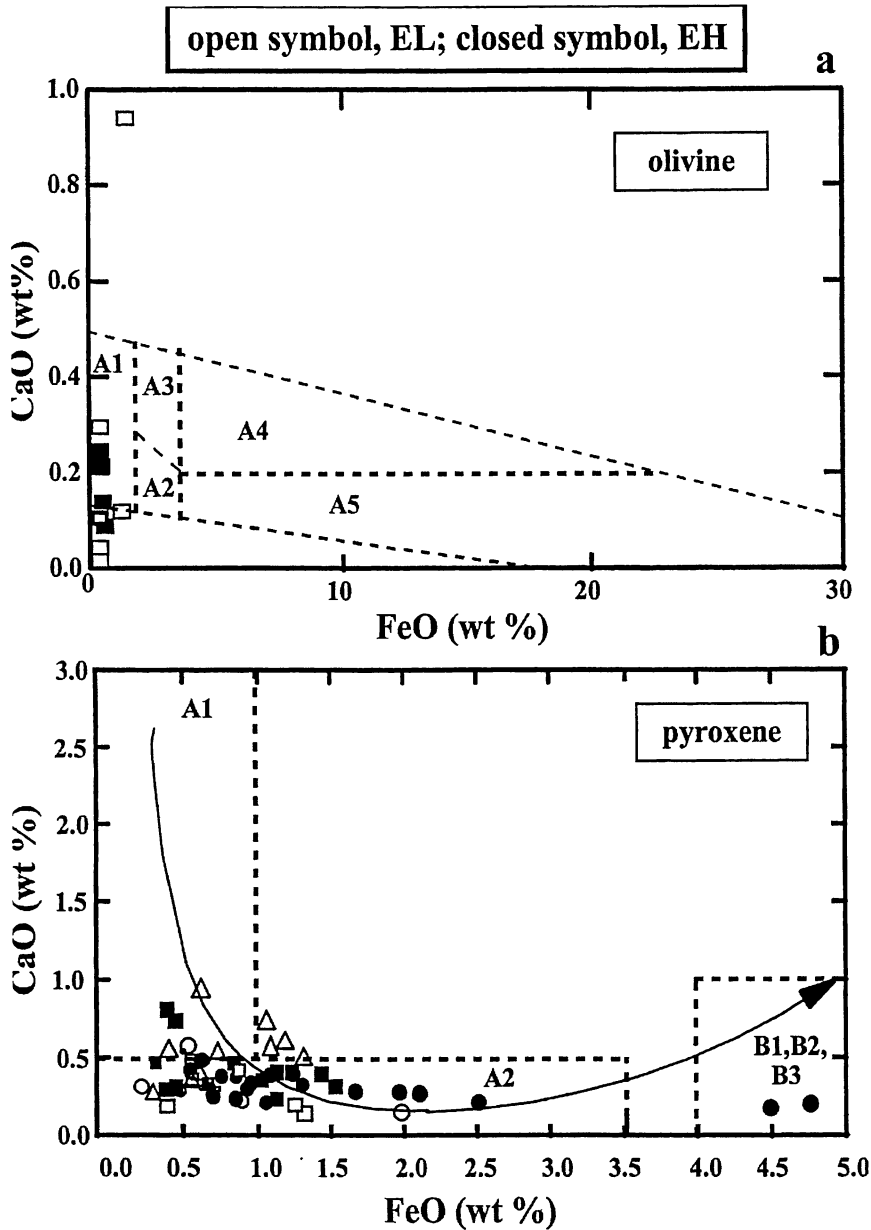 open symbol, EL; closed symbol, EH
a
1.0
olivine
0.8
0.6
CaO (wt%)
A1
A3
0.4
A4
0.2
A2
A5
0.0
0
10
20
30
FeO (wt %)
b
3.0
A1
pyroxene
2.5
2.0
CaO (wt %)
1.5
1.0
0.5
A2
B1,B2,
B3
0.0
0.0
0.5
1.0
1.5
2.0
2.5
3.0
3.5
4.0
4.5
5.0
FeO (wt %)